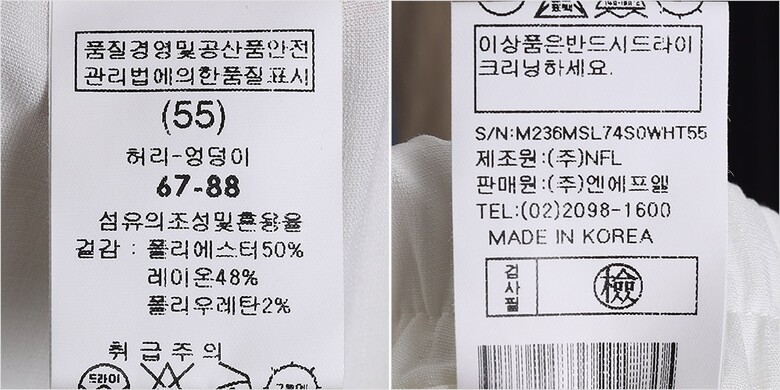 품질경영및공산품안전
관리법에의한품질표시
(55)
허리-엉덩이
67-88
섬유의조성및혼용율
겉감 : 폴리에스터50%
레이온48%
폴리우레탄2%
취급주의
드라이
표백
이상품은반드시드라이
크리닝하세요.
S/N:M236MSL74S0WHT55
제조원:(주)NFL
판매원:(주)엔에프엘
TEL:(02)2098-1600
MADE IN KOREA
검사필
檢